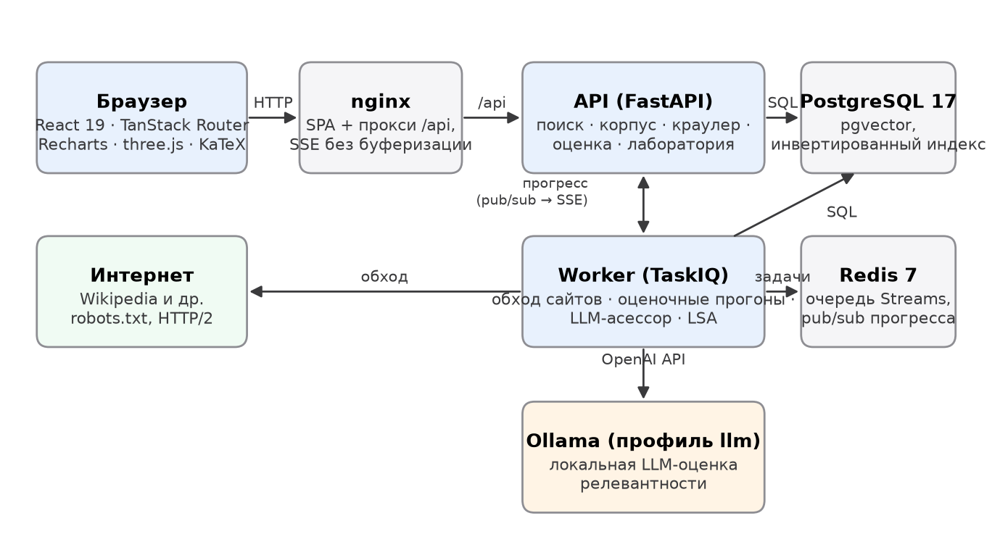 Браузер
React 19 · TanStack Router
Recharts · three.js · KaTeX
HTTP
nginx
SPA + прокси /api,
SSE без буферизации
/api
API (FastAPI)
поиск · корпус · краулер ·
оценка · лаборатория
SQL
PostgreSQL 17
pgvector,
инвертированный индекс
прогресс
(pub/sub → SSE)
SQL
Интернет
Wikipedia и др.
robots.txt, HTTP/2
обход
Worker (TaskIQ)
обход сайтов · оценочные прогоны ·
LLM-асессор · LSA
задачи
Redis 7
очередь Streams,
pub/sub прогресса
OpenAI API
Ollama (профиль llm)
локальная LLM-оценка
релевантности